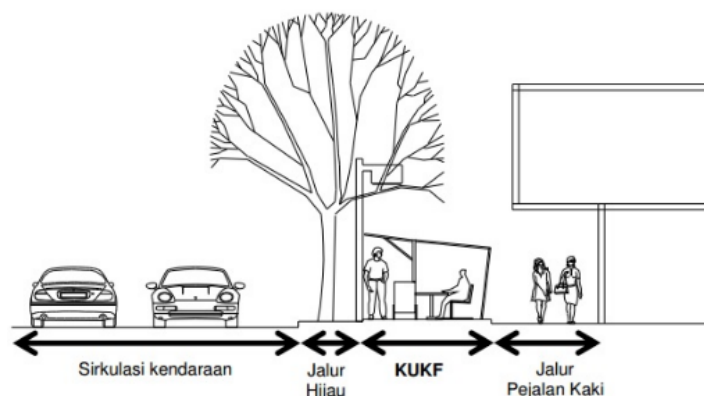 Sirkulasi kendaraan
Jalur
Hijau
KUKF
Jalur
Pejalan Kaki